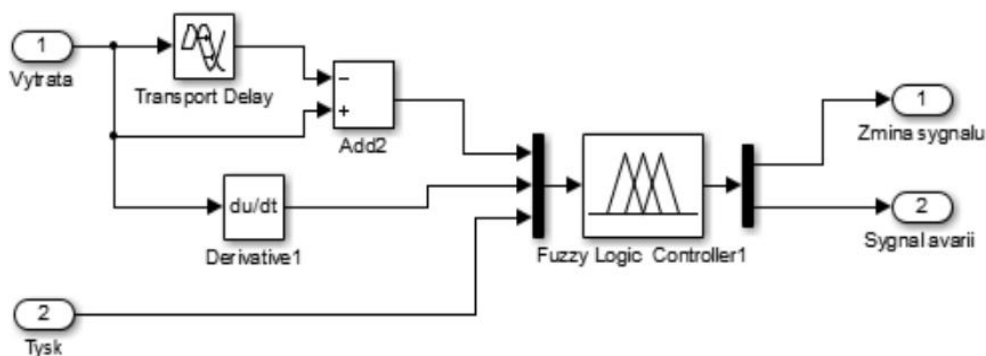 1
Vytrata
Transport Delay
−
+
Add2
du/dt
Derivative1
2
Tysk
Fuzzy Logic Controller1
1
Zmina sygnalu
2
Sygnal avarii